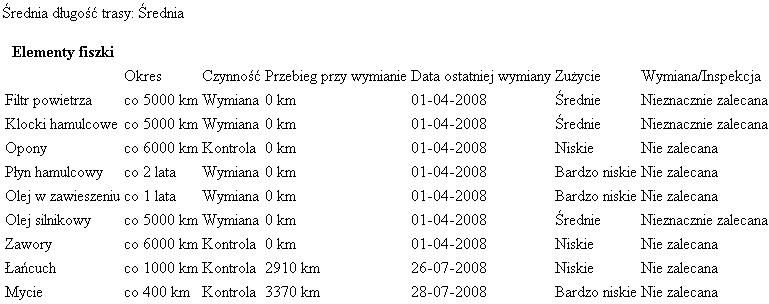 Średnia długość trasy: Średnia
Elementy fiszki
Okres Czynność Przebieg przy wymianie Data ostatniej wymiany Zużycie Wymiana/Inspekcja
Filtr powietrza co 5000 km Wymiana 0 km 01-04-2008 Średnie Nieznacznie zalecana
Klocki hamulcowe co 5000 km Wymiana 0 km 01-04-2008 Średnie Nieznacznie zalecana
Opony co 6000 km Kontrola 0 km 01-04-2008 Niskie Nie zalecana
Płyn hamulcowy co 2 lata Wymiana 0 km 01-04-2008 Bardzo niskie Nie zalecana
Olej w zawieszeniu co 1 lata Wymiana 0 km 01-04-2008 Bardzo niskie Nie zalecana
Olej silnikowy co 5000 km Wymiana 0 km 01-04-2008 Średnie Nieznacznie zalecana
Zawory co 6000 km Kontrola 0 km 01-04-2008 Niskie Nie zalecana
Łańcuch co 1000 km Kontrola 2910 km 26-07-2008 Niskie Nie zalecana
Mycie co 400 km Kontrola 3370 km 28-07-2008 Bardzo niskie Nie zalecana